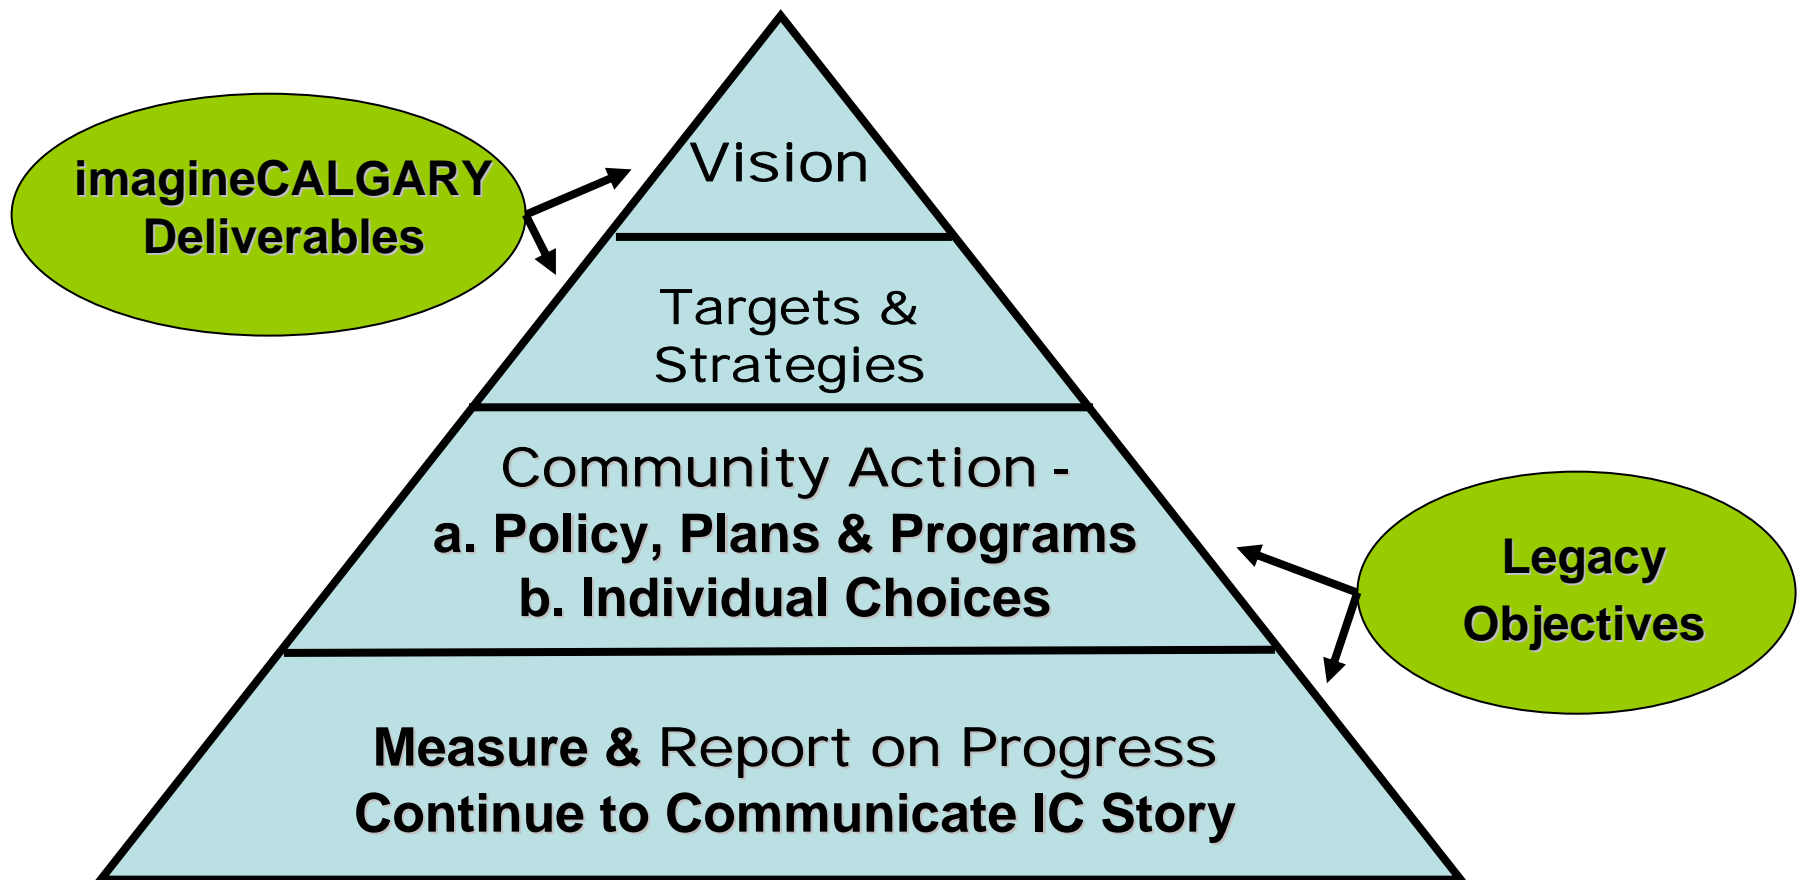 imagineCALGARY
Deliverables
Vision
Targets &
Strategies
Community Action -
a. Policy, Plans & Programs
b. Individual Choices
Legacy
Objectives
Measure & Report on Progress
Continue to Communicate IC Story